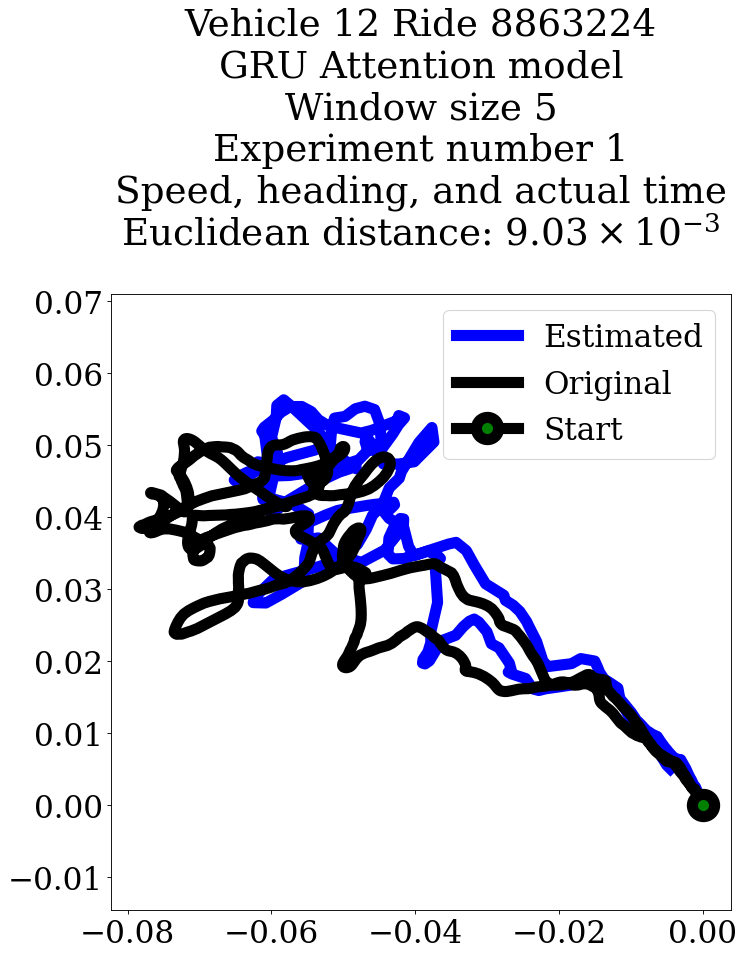 Vehicle 12 Ride 8863224
GRU Attention model
Window size 5
Experiment number 1
Speed, heading, and actual time
Euclidean distance: 9.03 × 10⁻³
Estimated
Original
Start
0.07
0.06
0.05
0.04
0.03
0.02
0.01
0.00
−0.01
−0.08 −0.06 −0.04 −0.02 0.00